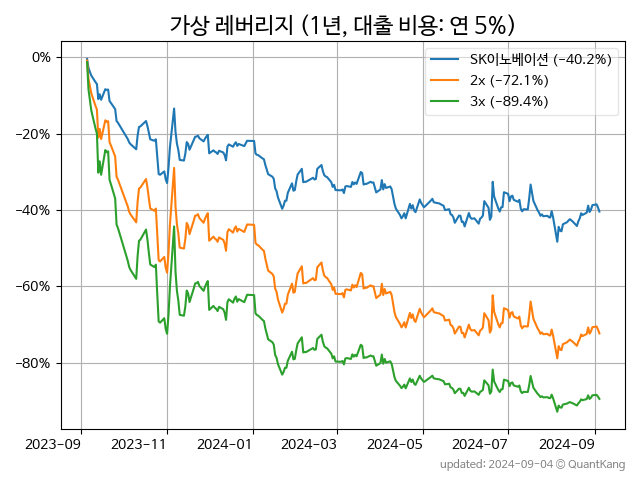 가상 레버리지 (1년, 대출 비용: 연 5%)
SK이노베이션 (−40.2%)
2x (−72.1%)
3x (−89.4%)
0%
−20%
−40%
−60%
−80%
2023-09 2023-11 2024-01 2024-03 2024-05 2024-07 2024-09
updated: 2024-09-04 © QuantKang